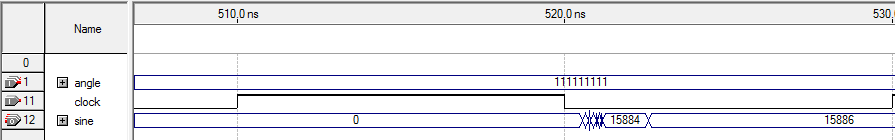 510.0 ns 520.0 ns 530.
Name
0
1 angle 111111111
11 clock
12 sine 0 15884 15886